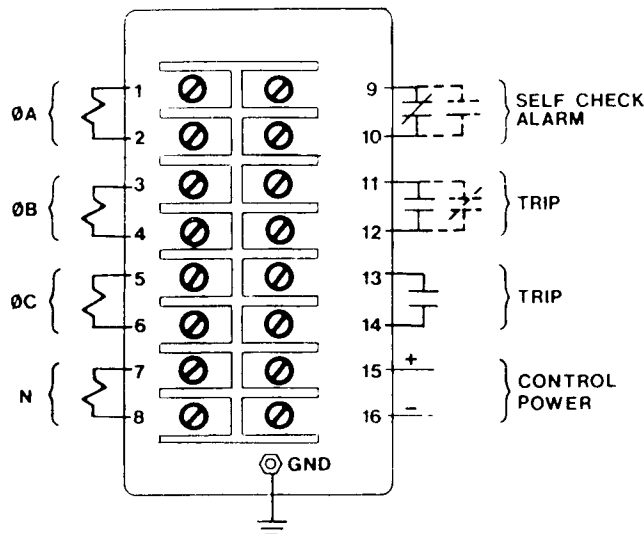 ØA
1
2
ØB
3
4
ØC
5
6
N
7
8
9
10
SELF CHECK
ALARM
11
12
TRIP
13
14
TRIP
15
+
16
-
CONTROL
POWER
GND